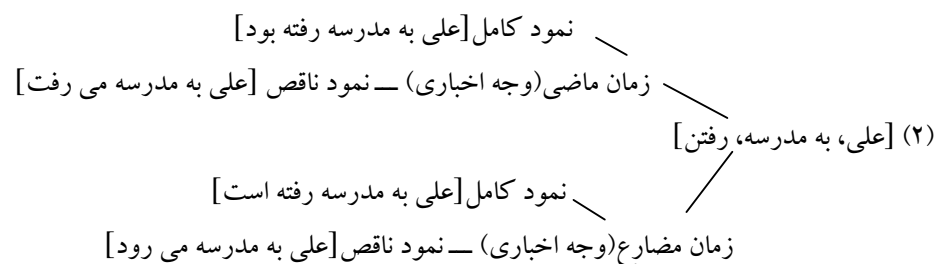 نمود کامل[علی به مدرسه رفته بود]
زمان ماضی(وجه اخباری) ـــ نمود ناقص [علی به مدرسه می رفت]
(۲) [علی، به مدرسه، رفتن]
نمود کامل[علی به مدرسه رفته است]
زمان مضارع(وجه اخباری) ـــ نمود ناقص[علی به مدرسه می رود]